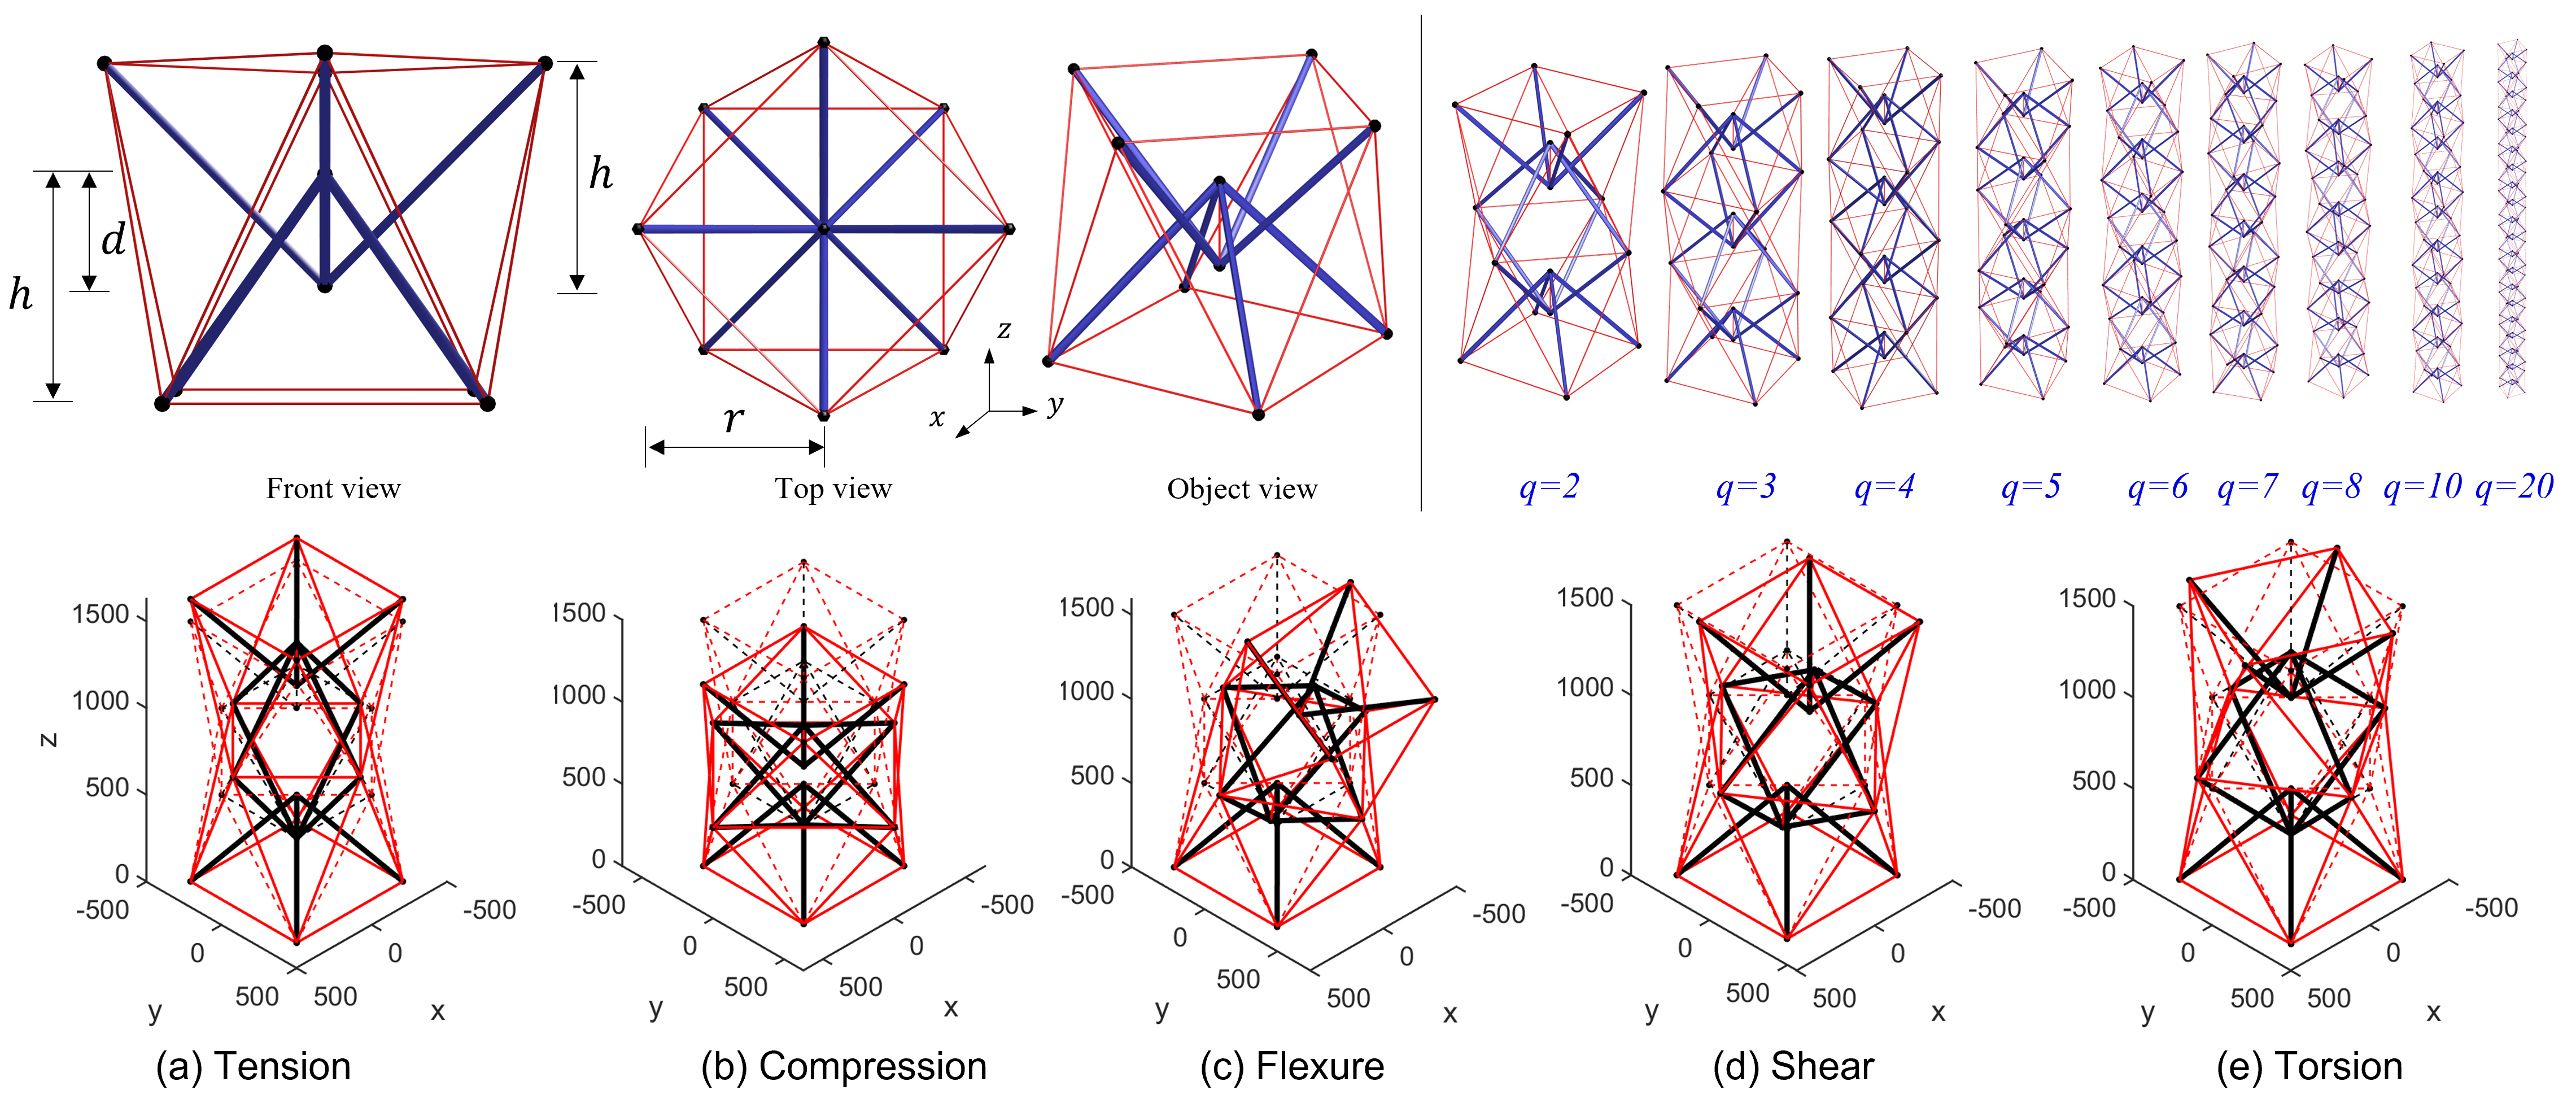 h
d
h
r
z
y
x
Front view
Top view
Object view
q=2
q=3
q=4
q=5
q=6
q=7
q=8
q=10
q=20
z
1500
1000
500
0
-500
0
500
y
500
0
-500
x
(a) Tension
1500
1000
500
0
-500
0
500
y
500
0
-500
x
(b) Compression
1500
1000
500
0
-500
0
500
y
500
0
-500
x
(c) Flexure
1500
1000
500
0
-500
0
500
y
500
0
-500
x
(d) Shear
1500
1000
500
0
-500
0
500
y
500
0
-500
x
(e) Torsion